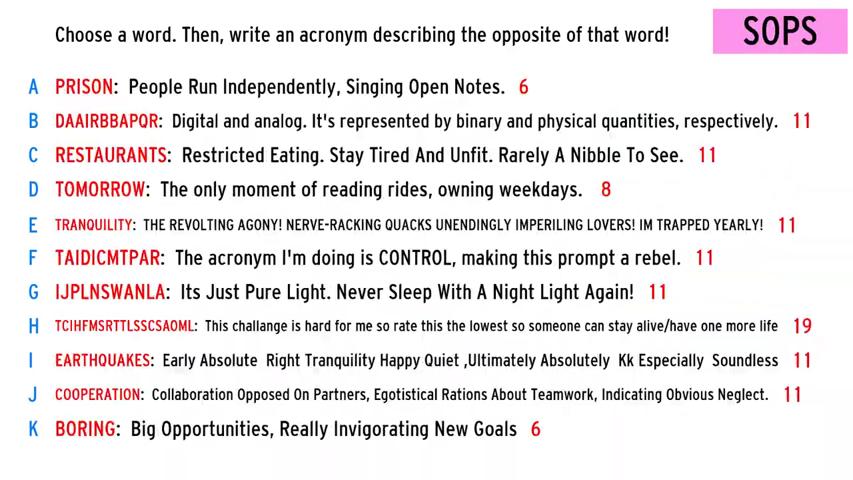 Choose a word. Then, write an acronym describing the opposite of that word!
SOPS
A PRISON: People Run Independently, Singing Open Notes. 6
B DAAIRBBAPQR: Digital and analog. It's represented by binary and physical quantities, respectively. 11
C RESTAURANTS: Restricted Eating. Stay Tired And Unfit. Rarely A Nibble To See. 11
D TOMORROW: The only moment of reading rides, owning weekdays. 8
E TRANQUILITY: THE REVOLTING AGONY! NERVE-RACKING QUACKS UNENDINGLY IMPERILING LOVERS! IM TRAPPED YEARLY! 11
F TAIDICMTPAR: The acronym I'm doing is CONTROL, making this prompt a rebel. 11
G IJPLNSWANLA: Its Just Pure Light. Never Sleep With A Night Light Again! 11
H TCIHFMSRTTLSSCSAOML: This challange is hard for me so rate this the lowest so someone can stay alive/have one more life 19
I EARTHQUAKES: Early Absolute Right Tranquility Happy Quiet ,Ultimately Absolutely Kk Especially Soundless 11
J COOPERATION: Collaboration Opposed On Partners, Egotistical Rations About Teamwork, Indicating Obvious Neglect. 11
K BORING: Big Opportunities, Really Invigorating New Goals 6